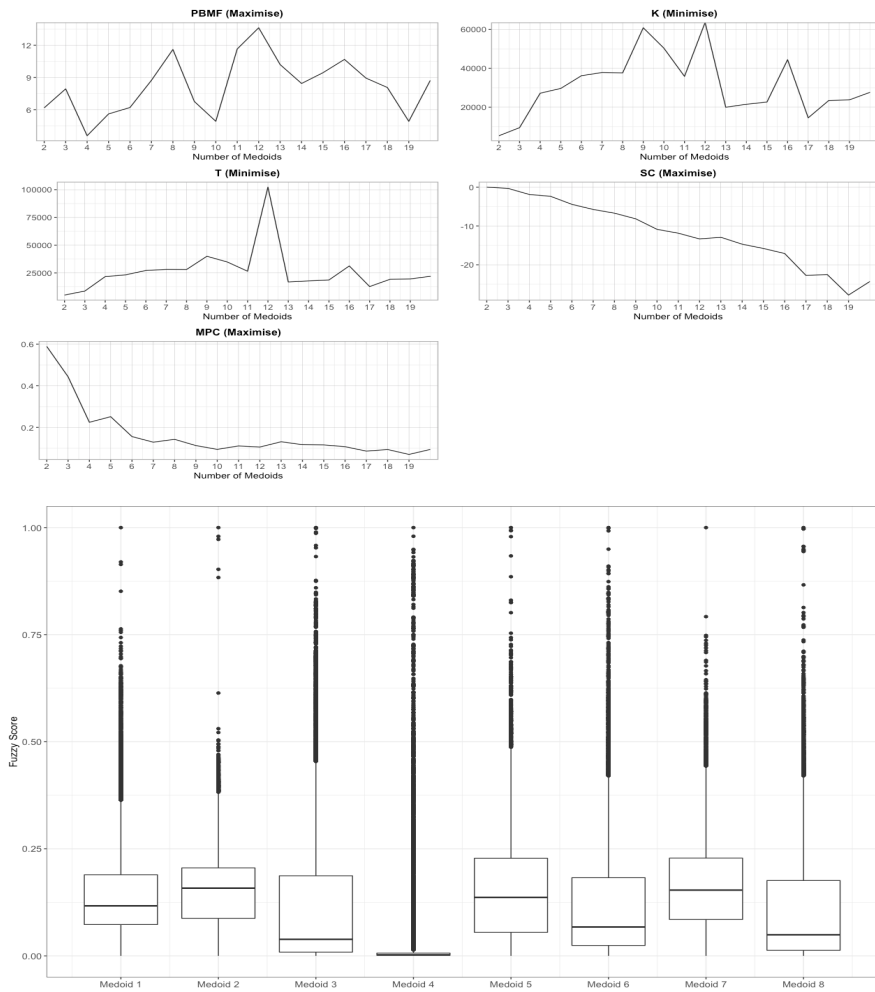 PBMF (Maximise)
12
9
6
2 3 4 5 6 7 8 9 10 11 12 13 14 15 16 17 18 19
Number of Medoids
K (Minimise)
60000
40000
20000
2 3 4 5 6 7 8 9 10 11 12 13 14 15 16 17 18 19
Number of Medoids
T (Minimise)
100000
75000
50000
25000
2 3 4 5 6 7 8 9 10 11 12 13 14 15 16 17 18 19
Number of Medoids
SC (Maximise)
0
-10
-20
2 3 4 5 6 7 8 9 10 11 12 13 14 15 16 17 18 19
Number of Medoids
MPC (Maximise)
0.6
0.4
0.2
2 3 4 5 6 7 8 9 10 11 12 13 14 15 16 17 18 19
Number of Medoids
Fuzzy Score
1.00
0.75
0.50
0.25
0.00
Medoid 1 Medoid 2 Medoid 3 Medoid 4 Medoid 5 Medoid 6 Medoid 7 Medoid 8